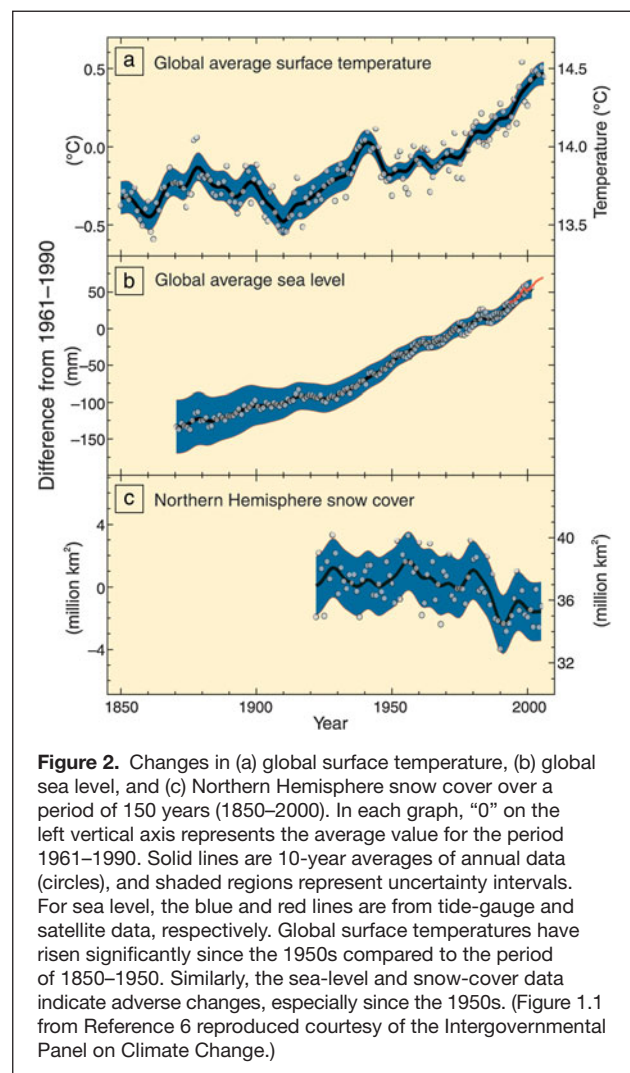 a Global average surface temperature
0.5
0.0
−0.5
(°C)
14.5
14.0
13.5
Temperature (°C)
b Global average sea level
50
0
−50
−100
−150
(mm)
Difference from 1961–1990
c Northern Hemisphere snow cover
4
0
−4
(million km²)
40
36
32
(million km²)
1850 1900 1950 2000
Year
Figure 2. Changes in (a) global surface temperature, (b) global
sea level, and (c) Northern Hemisphere snow cover over a
period of 150 years (1850–2000). In each graph, “0” on the
left vertical axis represents the average value for the period
1961–1990. Solid lines are 10-year averages of annual data
(circles), and shaded regions represent uncertainty intervals.
For sea level, the blue and red lines are from tide-gauge and
satellite data, respectively. Global surface temperatures have
risen significantly since the 1950s compared to the period
of 1850–1950. Similarly, the sea-level and snow-cover data
indicate adverse changes, especially since the 1950s. (Figure 1.1
from Reference 6 reproduced courtesy of the Intergovernmental
Panel on Climate Change.)